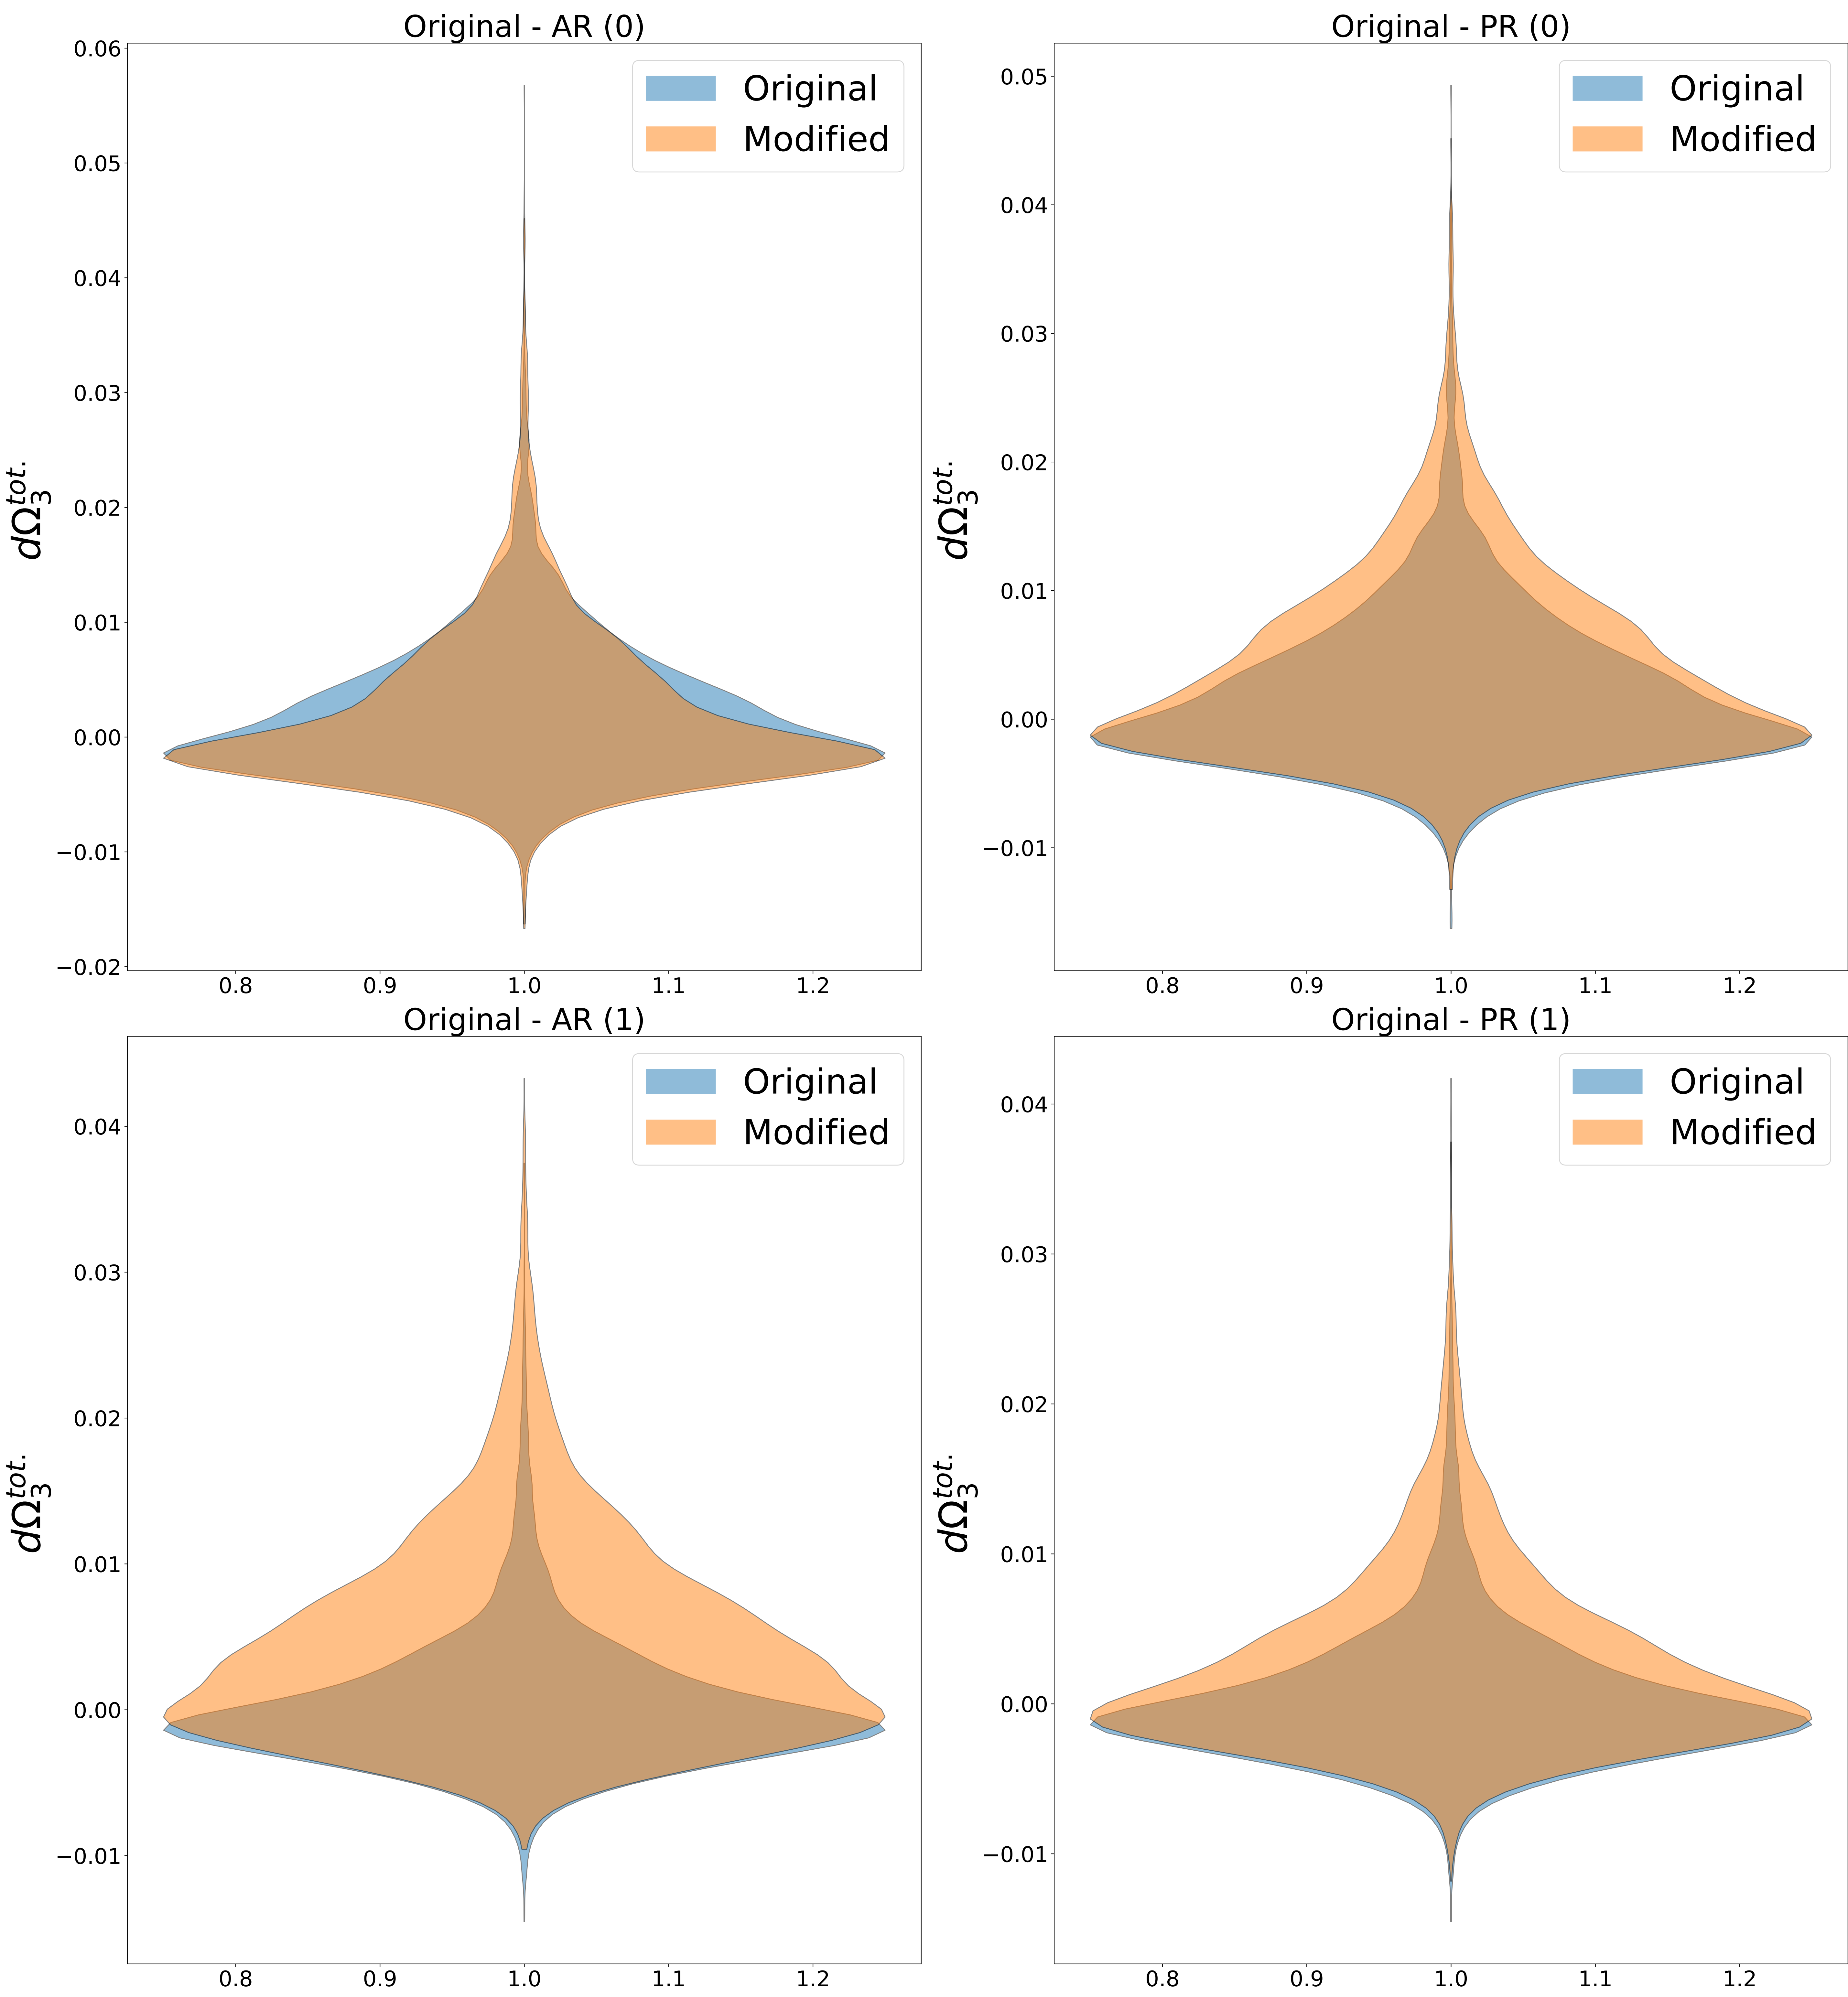 Original - AR (0)
0.06
0.05
0.04
0.03
0.02
0.01
0.00
−0.01
−0.02
dΩ₃ᵗᵒᵗ·
0.8 0.9 1.0 1.1 1.2
Original
Modified
Original - PR (0)
0.05
0.04
0.03
0.02
0.01
0.00
−0.01
dΩ₃ᵗᵒᵗ·
0.8 0.9 1.0 1.1 1.2
Original
Modified
Original - AR (1)
0.04
0.03
0.02
0.01
0.00
−0.01
dΩ₃ᵗᵒᵗ·
0.8 0.9 1.0 1.1 1.2
Original
Modified
Original - PR (1)
0.04
0.03
0.02
0.01
0.00
−0.01
dΩ₃ᵗᵒᵗ·
0.8 0.9 1.0 1.1 1.2
Original
Modified